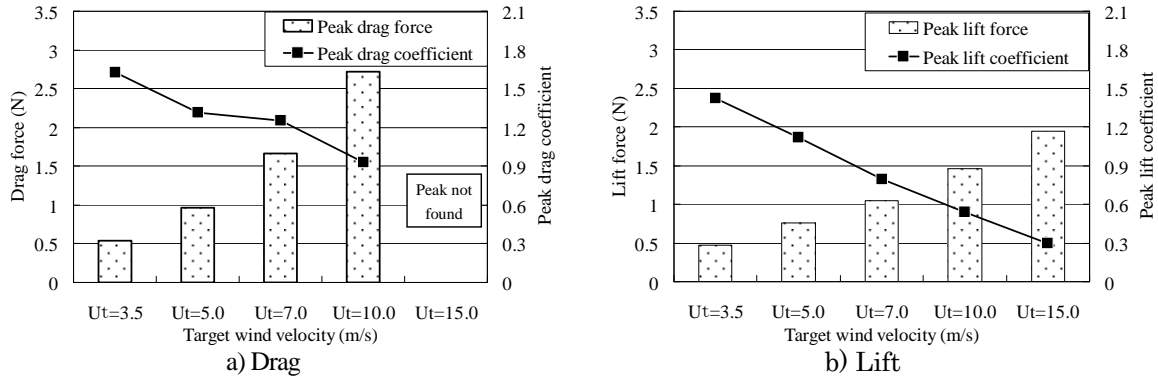 3.5
3
2.5
2
1.5
1
0.5
0
Drag force (N)
Peak drag force
Peak drag coefficient
2.1
1.8
1.5
1.2
0.9
0.6
0.3
0
Peak drag coefficient
Peak not
found
Ut=3.5 Ut=5.0 Ut=7.0 Ut=10.0 Ut=15.0
Target wind velocity (m/s)
a) Drag
3.5
3
2.5
2
1.5
1
0.5
0
Lift force (N)
Peak lift force
Peak lift coefficient
2.1
1.8
1.5
1.2
0.9
0.6
0.3
0
Peak lift coefficient
Ut=3.5 Ut=5.0 Ut=7.0 Ut=10.0 Ut=15.0
Target wind velocity (m/s)
b) Lift